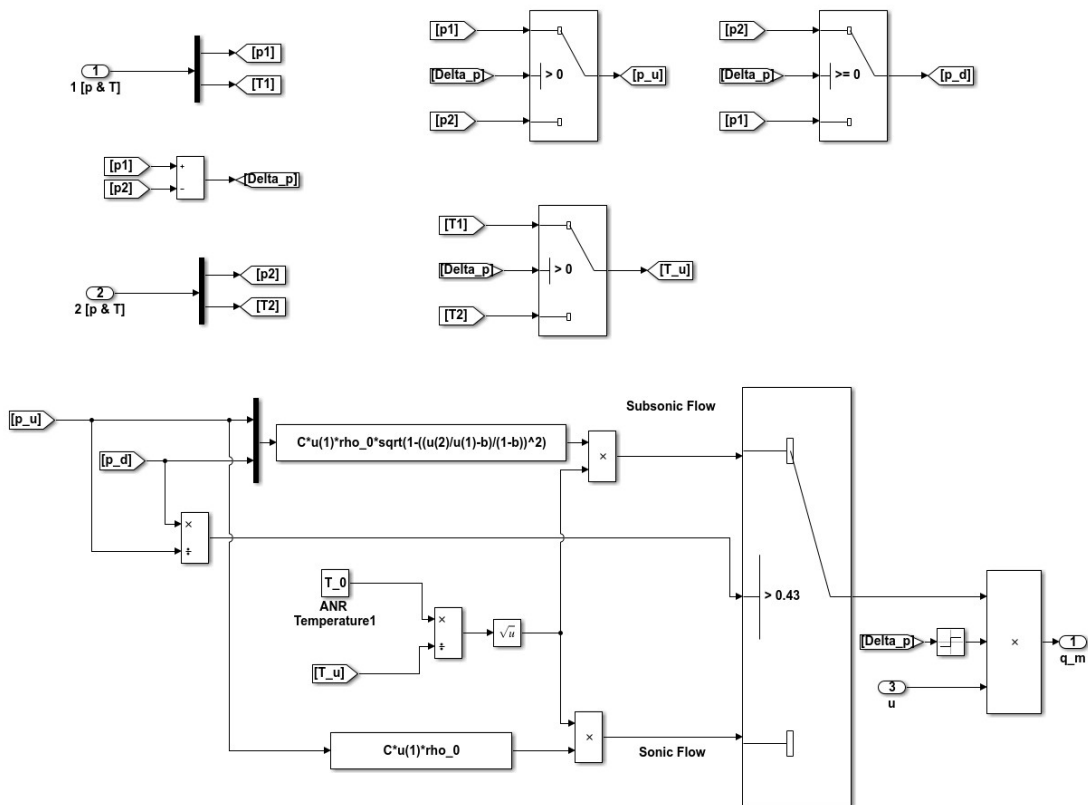 1
1 [p & T]
[p1]
[T1]
[p1]
[p2]
+
−
[Delta_p]
2
2 [p & T]
[p2]
[T2]
[p1]
[Delta_p]
[p2]
> 0
[p_u]
[p2]
[Delta_p]
[p1]
>= 0
[p_d]
[T1]
[Delta_p]
[T2]
> 0
[T_u]
[p_u]
[p_d]
C*u(1)*rho_0*sqrt(1-((u(2)/u(1)-b)/(1-b))^2)
×
Subsonic Flow
×
÷
T_0
ANR
Temperature1
[T_u]
×
÷
√u
C*u(1)*rho_0
×
Sonic Flow
> 0.43
[Delta_p]
3
u
×
1
q_m